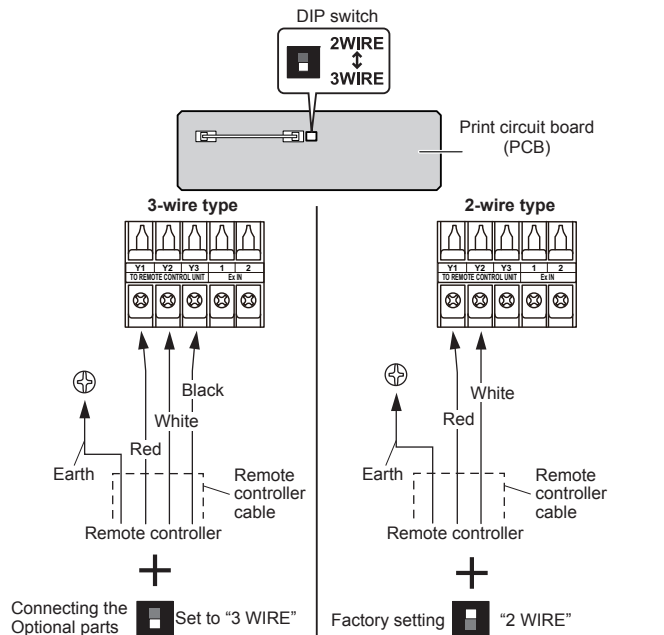 DIP switch
2WIRE
3WIRE
Print circuit board
(PCB)
3-wire type
Y1 Y2 Y3 1 2
TO REMOTE CONTROL UNIT Ex IN
Black
White
Red
Earth
Remote
controller
cable
Remote controller
+
Connecting the
Optional parts
Set to “3 WIRE”
2-wire type
Y1 Y2 Y3 1 2
TO REMOTE CONTROL UNIT Ex IN
White
Red
Earth
Remote
controller
cable
Remote controller
+
Factory setting
“2 WIRE”